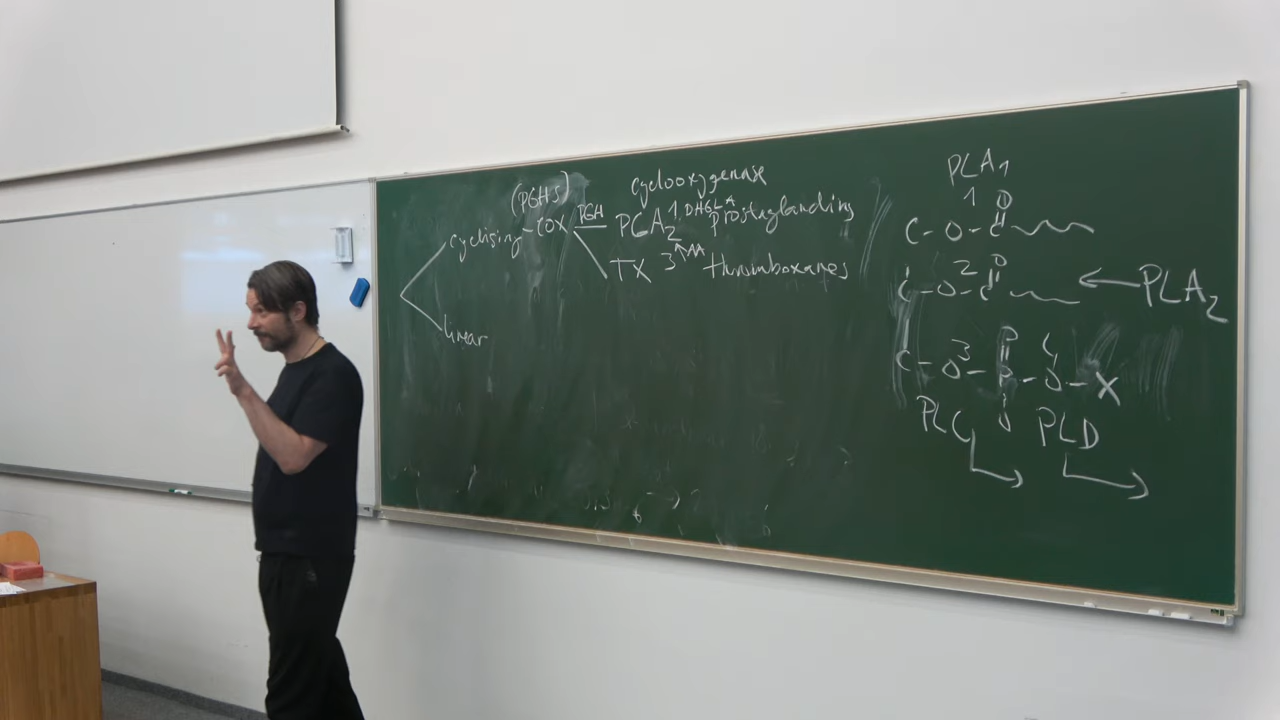 (PGHS) cyclooxygenase
cyclising - COX PGH PGA₂ 1 DHGLA prostaglandins
TX 3 AA thromboxanes
linear
PLA₁
1 O
C - O - C
2 O
C - O - C ← PLA₂
O
C - O 3 - P - O 4 - X
O
PLC PLD